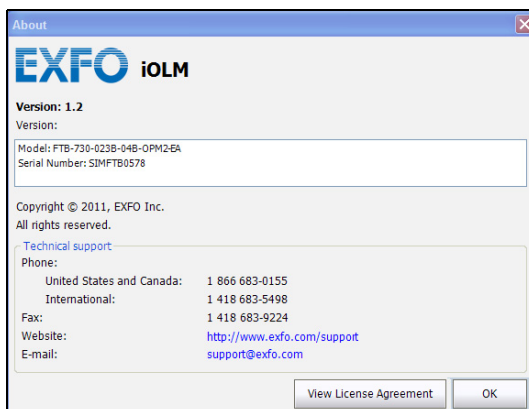 About
EXFO iOLM
Version: 1.2
Version:
Model: FTB-730-023B-04B-OPM2-EA
Serial Number: SIMFTB0578
Copyright © 2011, EXFO Inc.
All rights reserved.
Technical support
Phone:
United States and Canada: 1 866 683-0155
International: 1 418 683-5498
Fax: 1 418 683-9224
Website: http://www.exfo.com/support
E-mail: support@exfo.com
View License Agreement OK